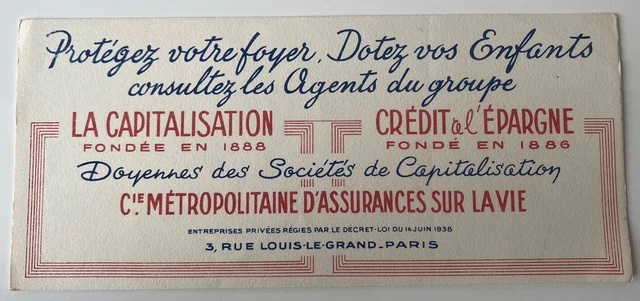 Protégez votre foyer, Dotez vos Enfants
consultez les Agents du groupe
LA CAPITALISATION CRÉDIT à l'ÉPARGNE
FONDÉE EN 1888 FONDÉ EN 1886
Doyennes des Sociétés de Capitalisation
CIE MÉTROPOLITAINE D'ASSURANCES SUR LA VIE
ENTREPRISES PRIVÉES RÉGIES PAR LE DÉCRET-LOI DU 14 JUIN 1938
3, RUE LOUIS-LE-GRAND-PARIS